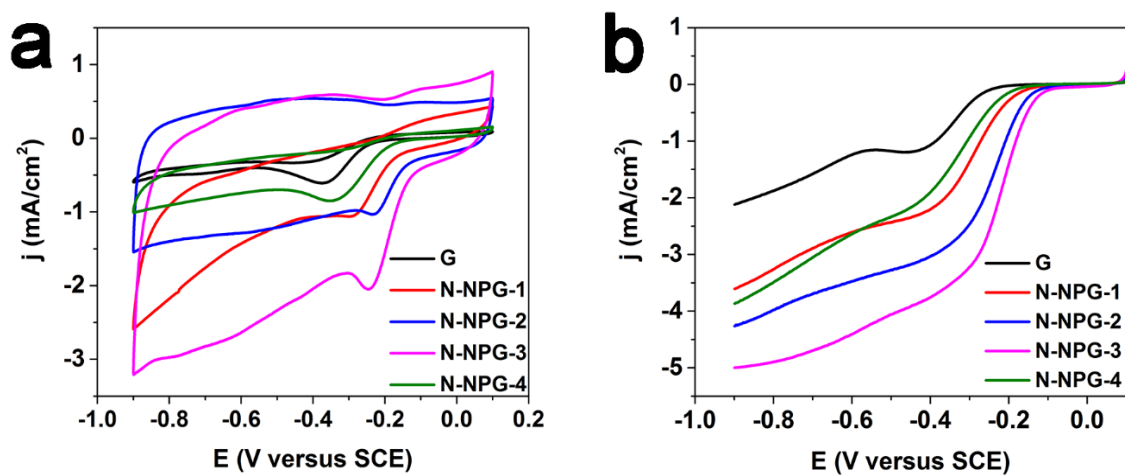 a
j (mA/cm²)
1
0
-1
-2
-3
G
N-NPG-1
N-NPG-2
N-NPG-3
N-NPG-4
-1.0 -0.8 -0.6 -0.4 -0.2 0.0 0.2
E (V versus SCE)
b
j (mA/cm²)
1
0
-1
-2
-3
-4
-5
G
N-NPG-1
N-NPG-2
N-NPG-3
N-NPG-4
-0.8 -0.6 -0.4 -0.2 0.0
E (V versus SCE)